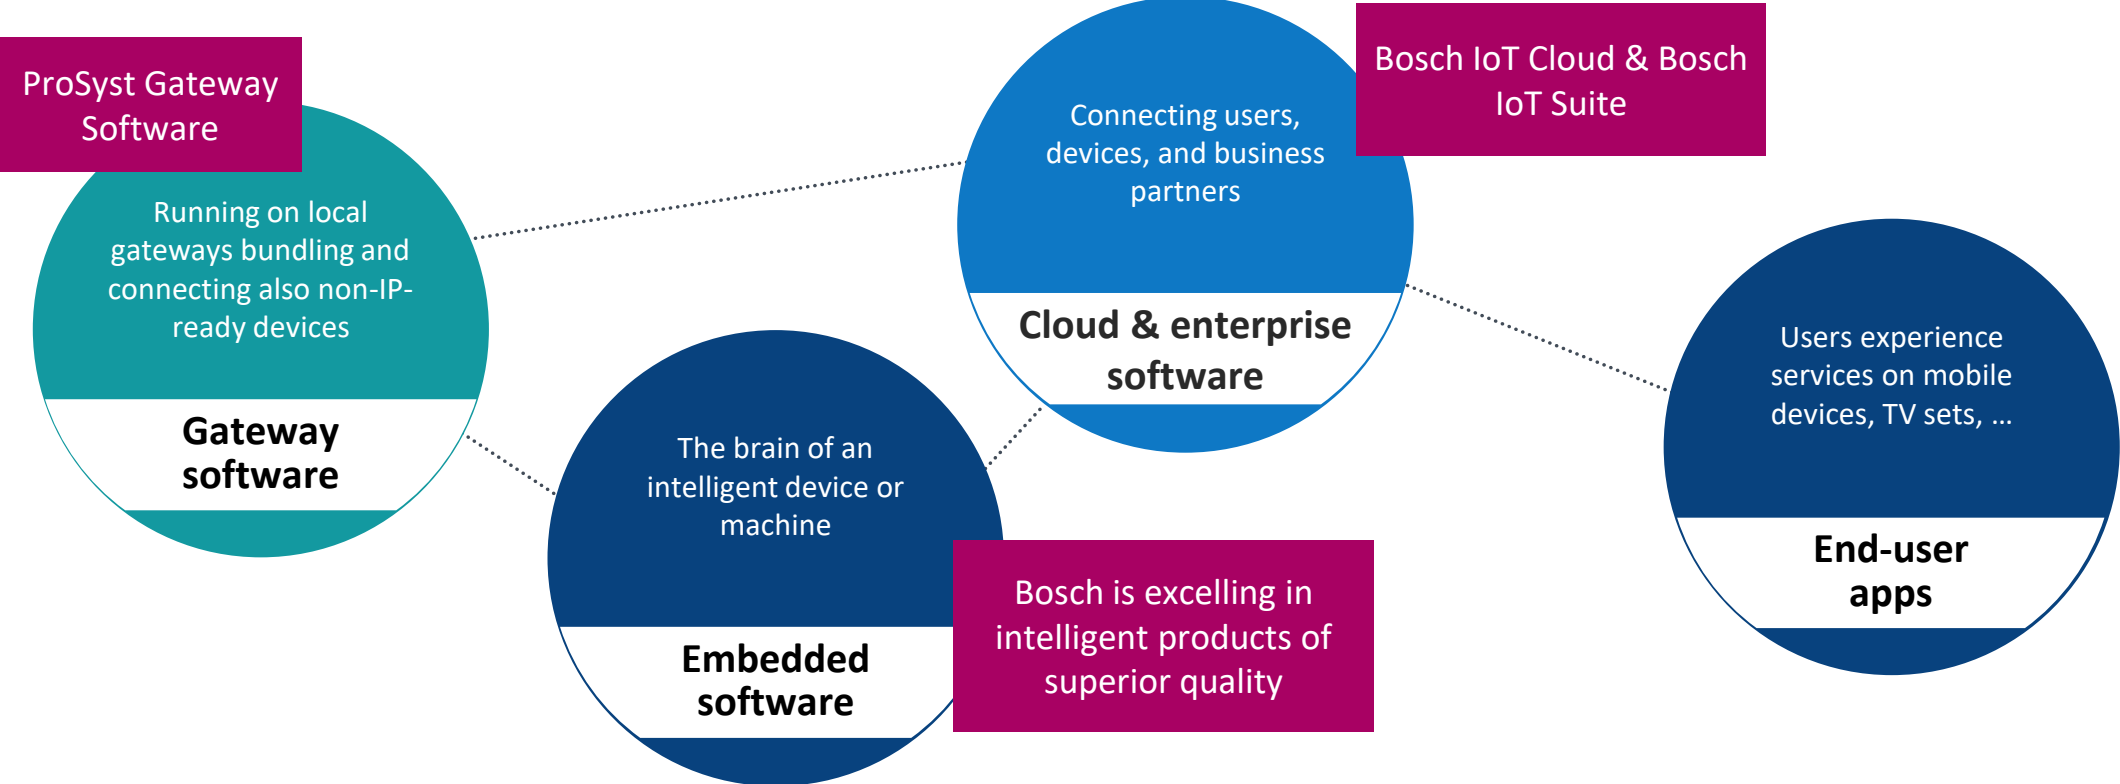 ProSyst Gateway
Software
Running on local
gateways bundling and
connecting also non-IP-
ready devices
Gateway
software
The brain of an
intelligent device or
machine
Embedded
software
Bosch is excelling in
intelligent products of
superior quality
Bosch IoT Cloud & Bosch
IoT Suite
Connecting users,
devices, and business
partners
Cloud & enterprise
software
Users experience
services on mobile
devices, TV sets, ...
End-user
apps